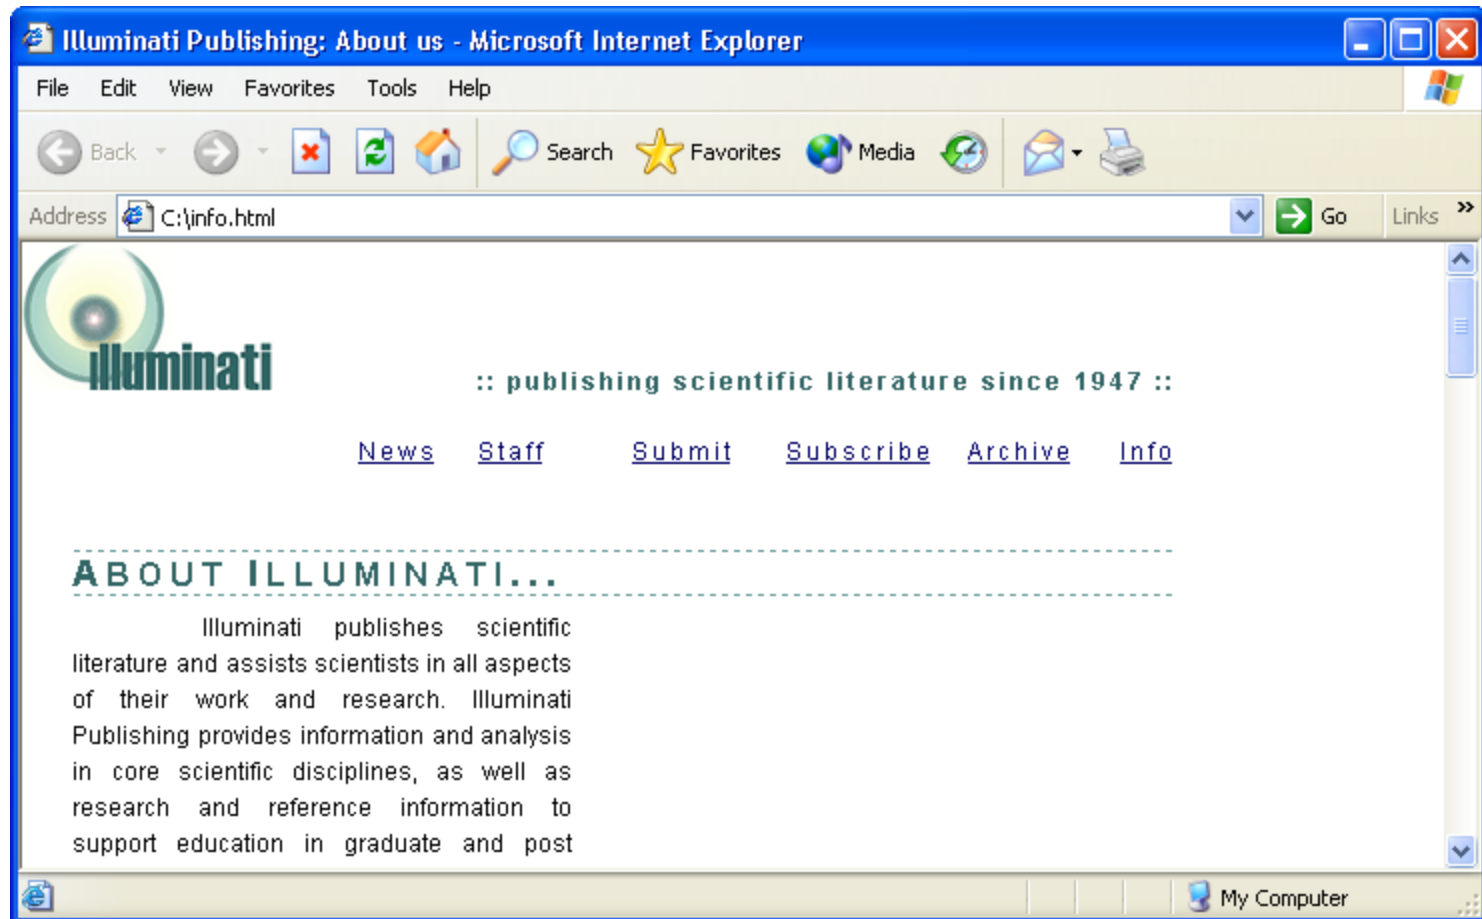 Illuminati Publishing: About us - Microsoft Internet Explorer
File Edit View Favorites Tools Help
Back Search Favorites Media
Address C:\info.html Go Links »
illuminati
:: publishing scientific literature since 1947 ::
News Staff Submit Subscribe Archive Info
ABOUT ILLUMINATI...
Illuminati publishes scientific
literature and assists scientists in all aspects
of their work and research. Illuminati
Publishing provides information and analysis
in core scientific disciplines, as well as
research and reference information to
support education in graduate and post
My Computer